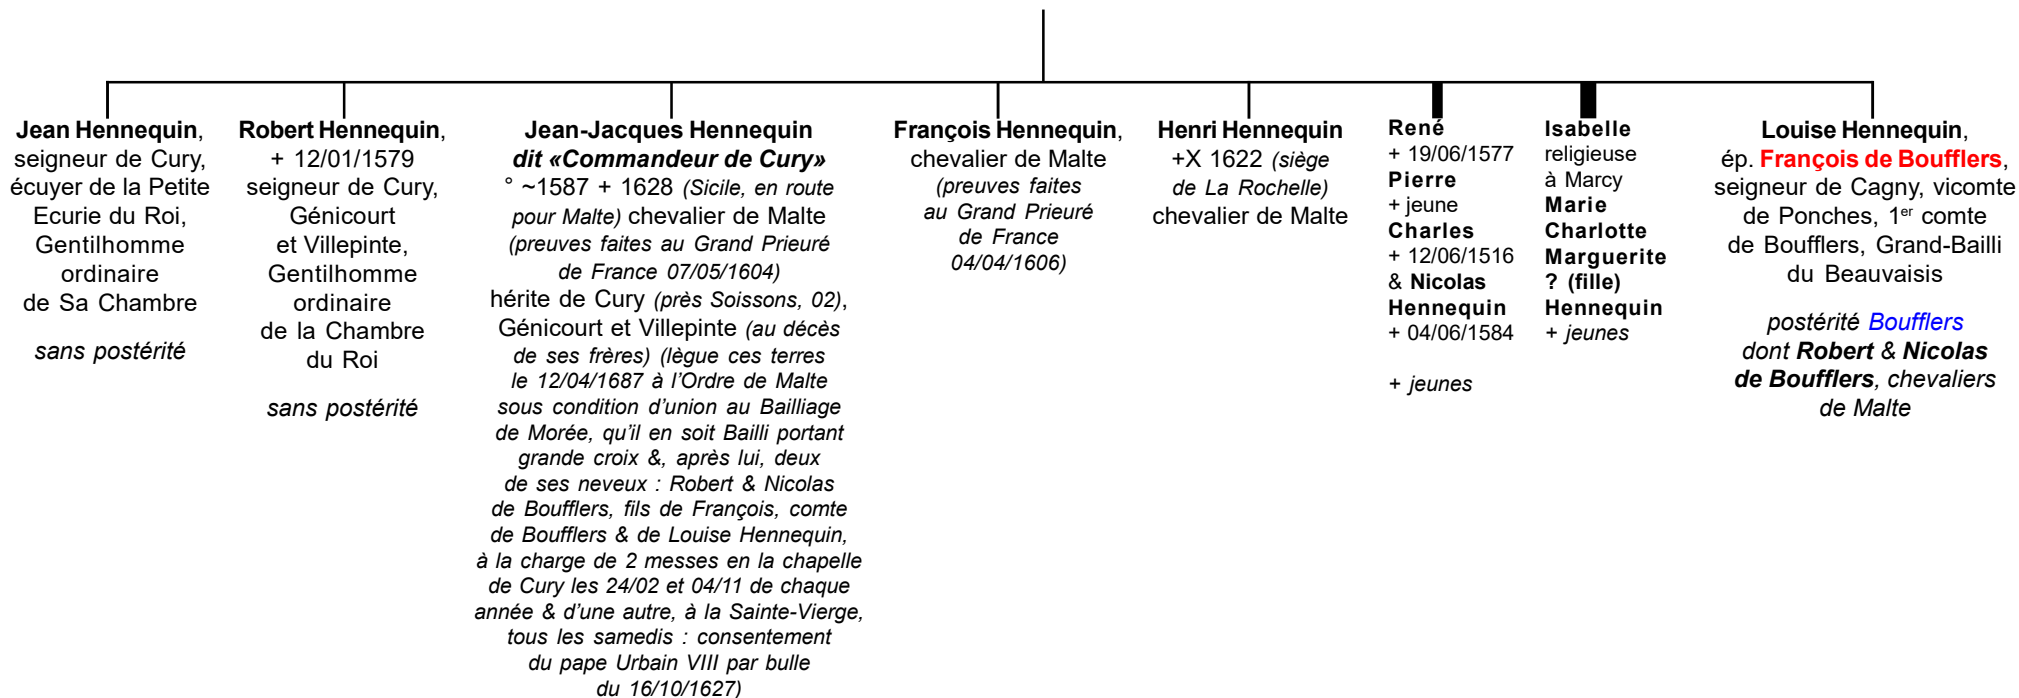 Jean Hennequin,
seigneur de Cury,
écuyer de la Petite
Ecurie du Roi,
Gentilhomme
ordinaire
de Sa Chambre
sans postérité
Robert Hennequin,
+ 12/01/1579
seigneur de Cury,
Génicourt
et Villepinte,
Gentilhomme
ordinaire
de la Chambre
du Roi
sans postérité
Jean-Jacques Hennequin
dit «Commandeur de Cury»
° ~1587 + 1628 (Sicile, en route
pour Malte) chevalier de Malte
(preuves faites au Grand Prieuré
de France 07/05/1604)
hérite de Cury (près Soissons, 02),
Génicourt et Villepinte (au décès
de ses frères) (lègue ces terres
le 12/04/1687 à l'Ordre de Malte
sous condition d'union au Bailliage
de Morée, qu'il en soit Bailli portant
grande croix &, après lui, deux
de ses neveux : Robert & Nicolas
de Boufflers, fils de François, comte
de Boufflers & de Louise Hennequin,
à la charge de 2 messes en la chapelle
de Cury les 24/02 et 04/11 de chaque
année & d'une autre, à la Sainte-Vierge,
tous les samedis : consentement
du pape Urbain VIII par bulle
du 16/10/1627)
François Hennequin,
chevalier de Malte
(preuves faites
au Grand Prieuré
de France
04/04/1606)
Henri Hennequin
+X 1622 (siège
de La Rochelle)
chevalier de Malte
René
+ 19/06/1577
Pierre
+ jeune
Charles
+ 12/06/1516
& Nicolas
Hennequin
+ 04/06/1584
+ jeunes
Isabelle
religieuse
à Marcy
Marie
Charlotte
Marguerite
? (fille)
Hennequin
+ jeunes
Louise Hennequin,
ép. François de Boufflers,
seigneur de Cagny, vicomte
de Ponches, 1er comte
de Boufflers, Grand-Bailli
du Beauvaisis
postérité Boufflers
dont Robert & Nicolas
de Boufflers, chevaliers
de Malte